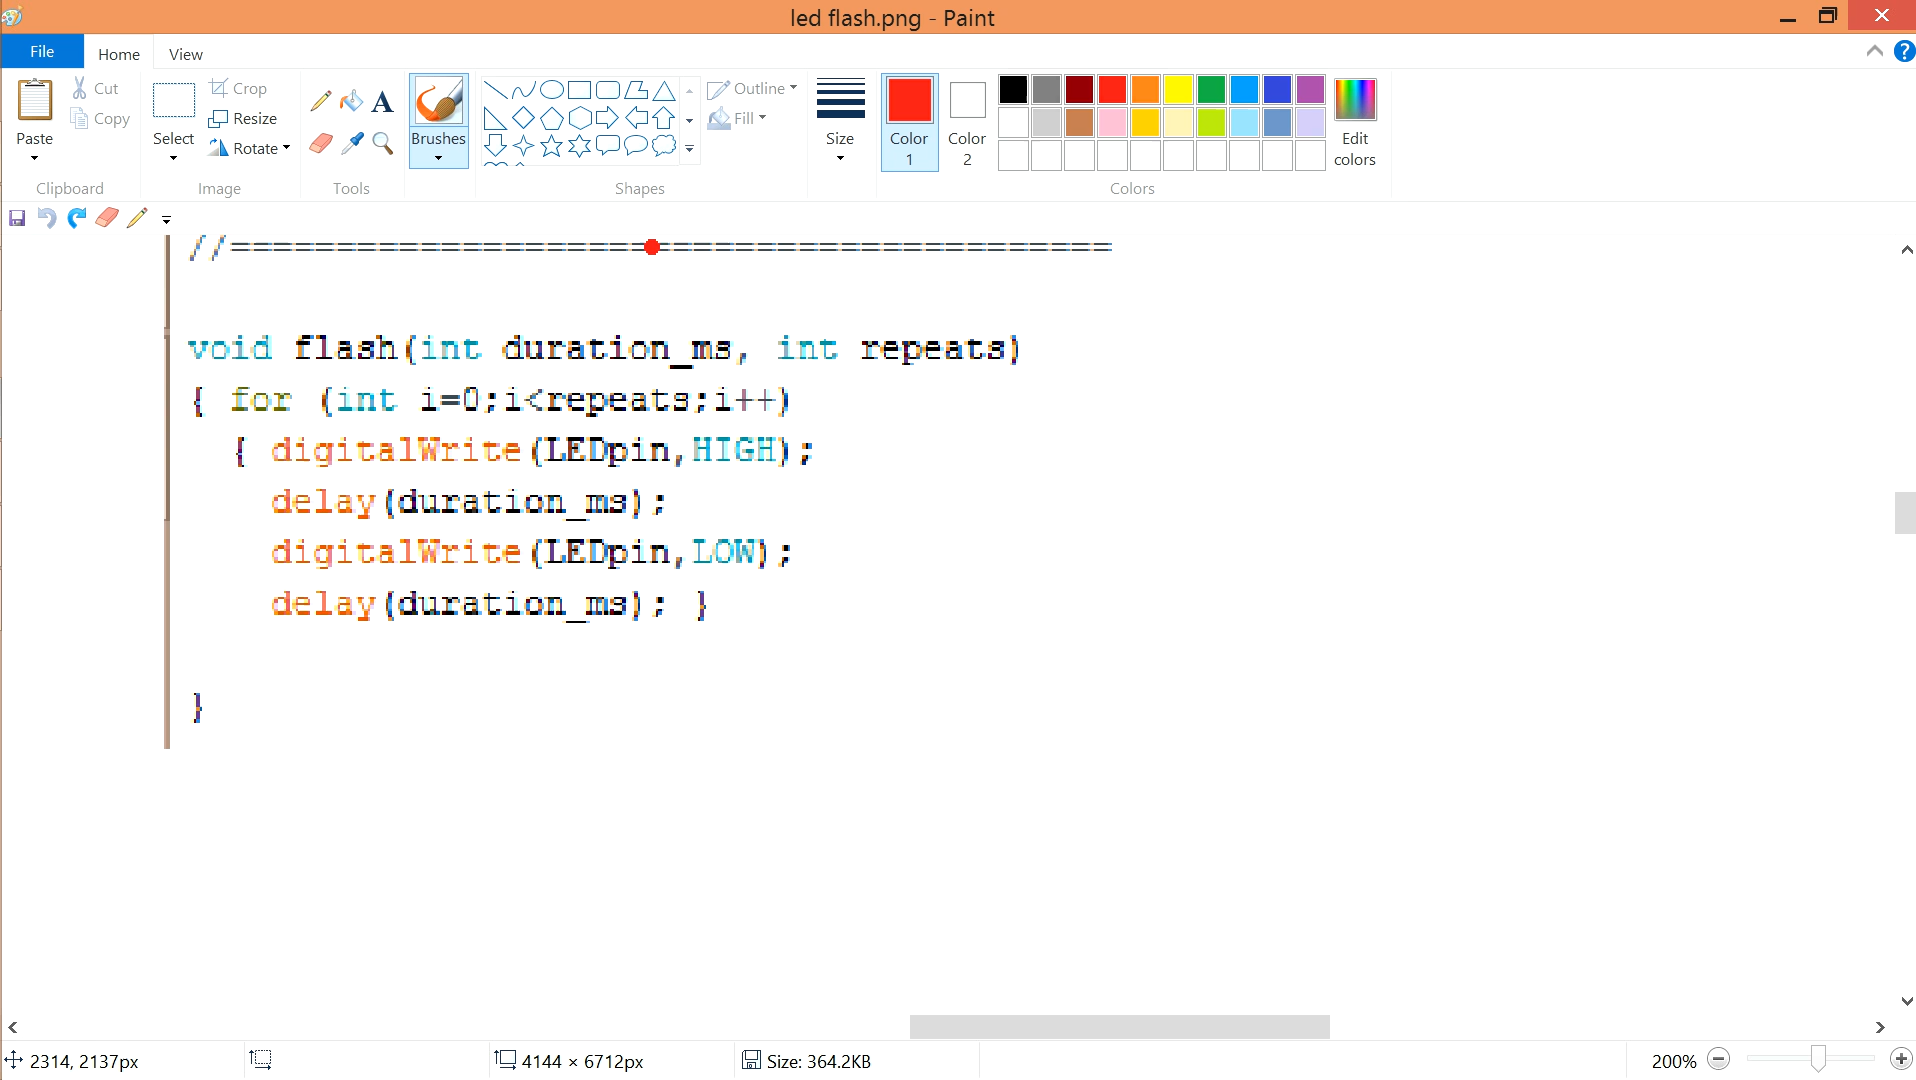 led flash.png - Paint
File Home View
Paste
Cut
Copy
Clipboard
Select
Crop
Resize
Rotate
Image
A
Tools
Brushes
Outline
Fill
Shapes
Size
Color 1
Color 2
Edit colors
Colors
//==========================================
void flash(int duration_ms, int repeats)
{ for (int i=0;i<repeats;i++)
{ digitalWrite(LEDpin,HIGH);
delay(duration_ms);
digitalWrite(LEDpin,LOW);
delay(duration_ms); }
}
2314, 2137px
4144 × 6712px
Size: 364.2KB
200%